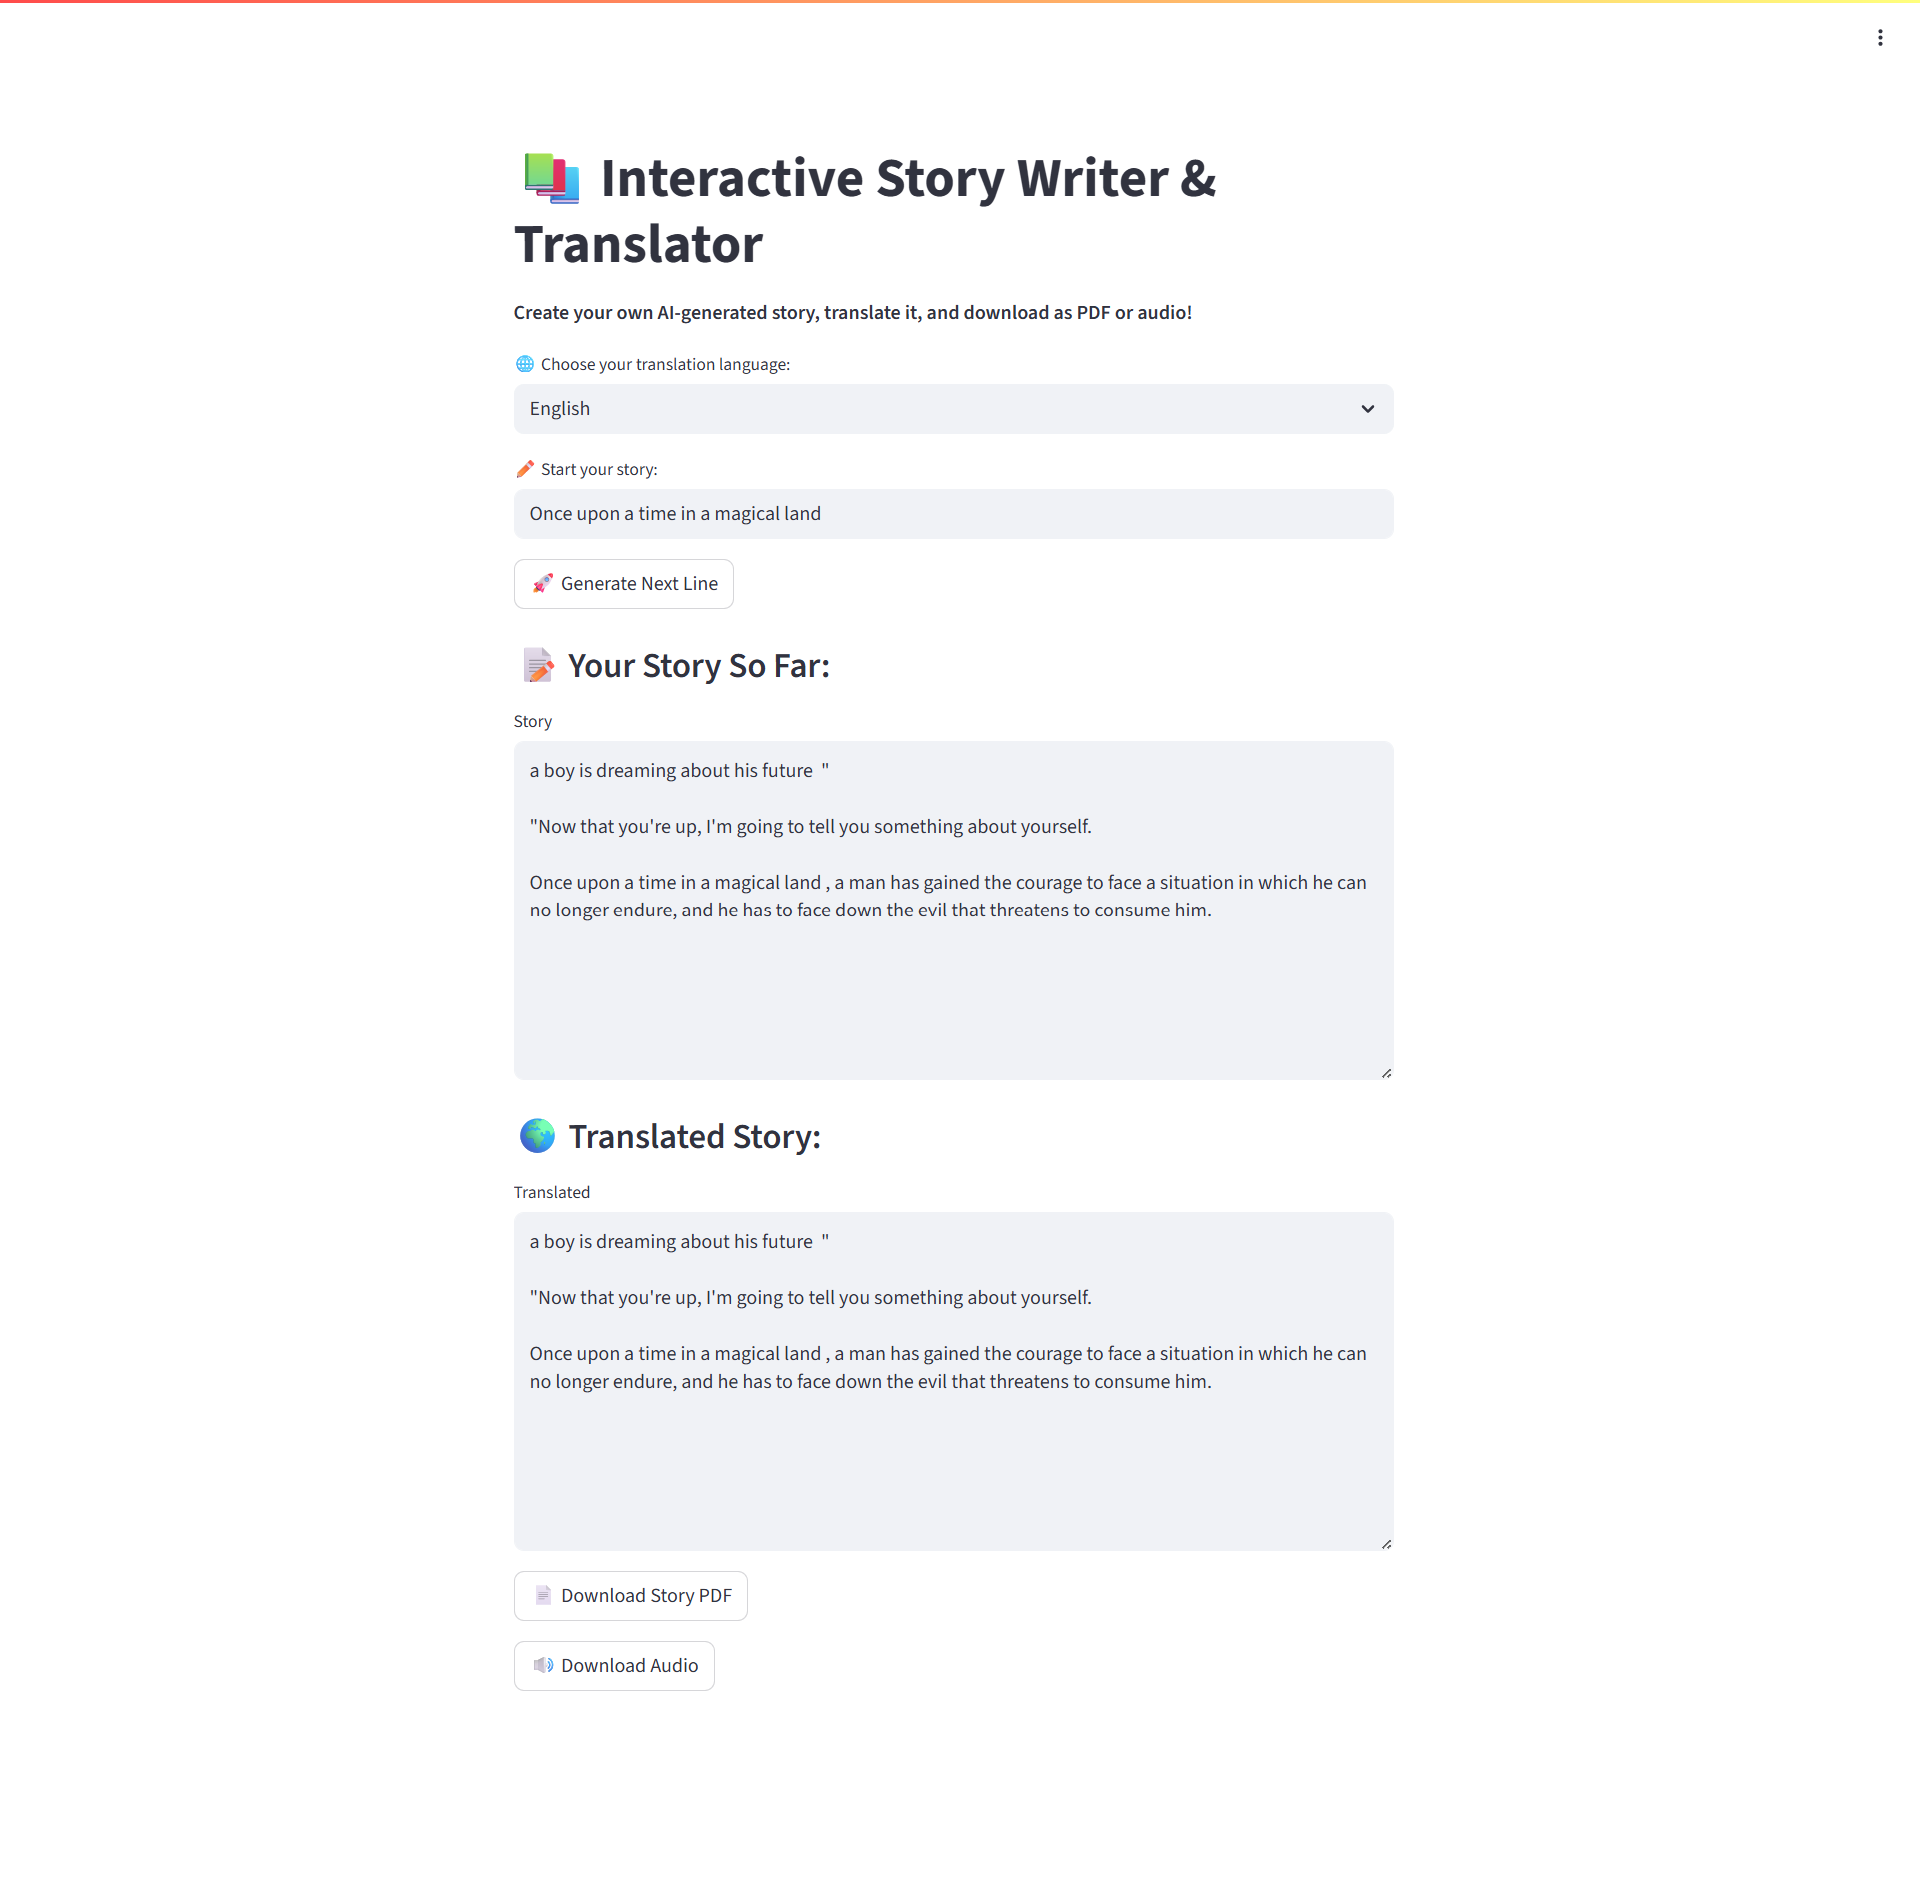 📚 Interactive Story Writer &
Translator
Create your own AI-generated story, translate it, and download as PDF or audio!
🌐 Choose your translation language:
English
✏️ Start your story:
Once upon a time in a magical land
🚀 Generate Next Line
📝 Your Story So Far:
Story
a boy is dreaming about his future  "
"Now that you're up, I'm going to tell you something about yourself.
Once upon a time in a magical land , a man has gained the courage to face a situation in which he can
no longer endure, and he has to face down the evil that threatens to consume him.
🌍 Translated Story:
Translated
a boy is dreaming about his future  "
"Now that you're up, I'm going to tell you something about yourself.
Once upon a time in a magical land , a man has gained the courage to face a situation in which he can
no longer endure, and he has to face down the evil that threatens to consume him.
📄 Download Story PDF
🔊 Download Audio